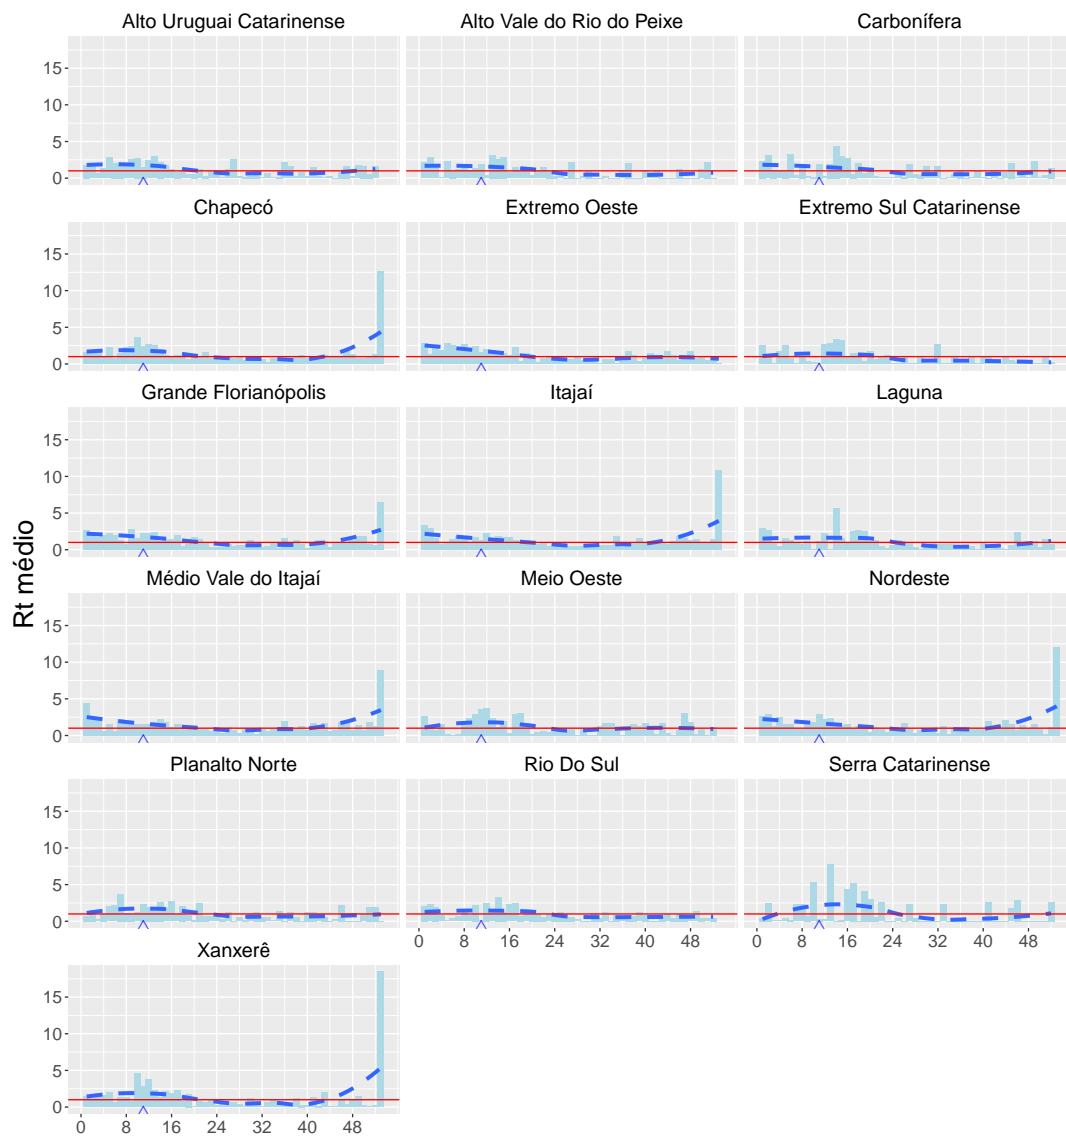 Alto Uruguai Catarinense Alto Vale do Rio do Peixe Carbonífera
15
10
5
0
Chapecó Extremo Oeste Extremo Sul Catarinense
15
10
5
0
Grande Florianópolis Itajaí Laguna
15
10
5
0
Rt médio
Médio Vale do Itajaí Meio Oeste Nordeste
15
10
5
0
Planalto Norte Rio Do Sul Serra Catarinense
15
10
5
0
0 8 16 24 32 40 48 0 8 16 24 32 40 48
Xanxerê
15
10
5
0
0 8 16 24 32 40 48